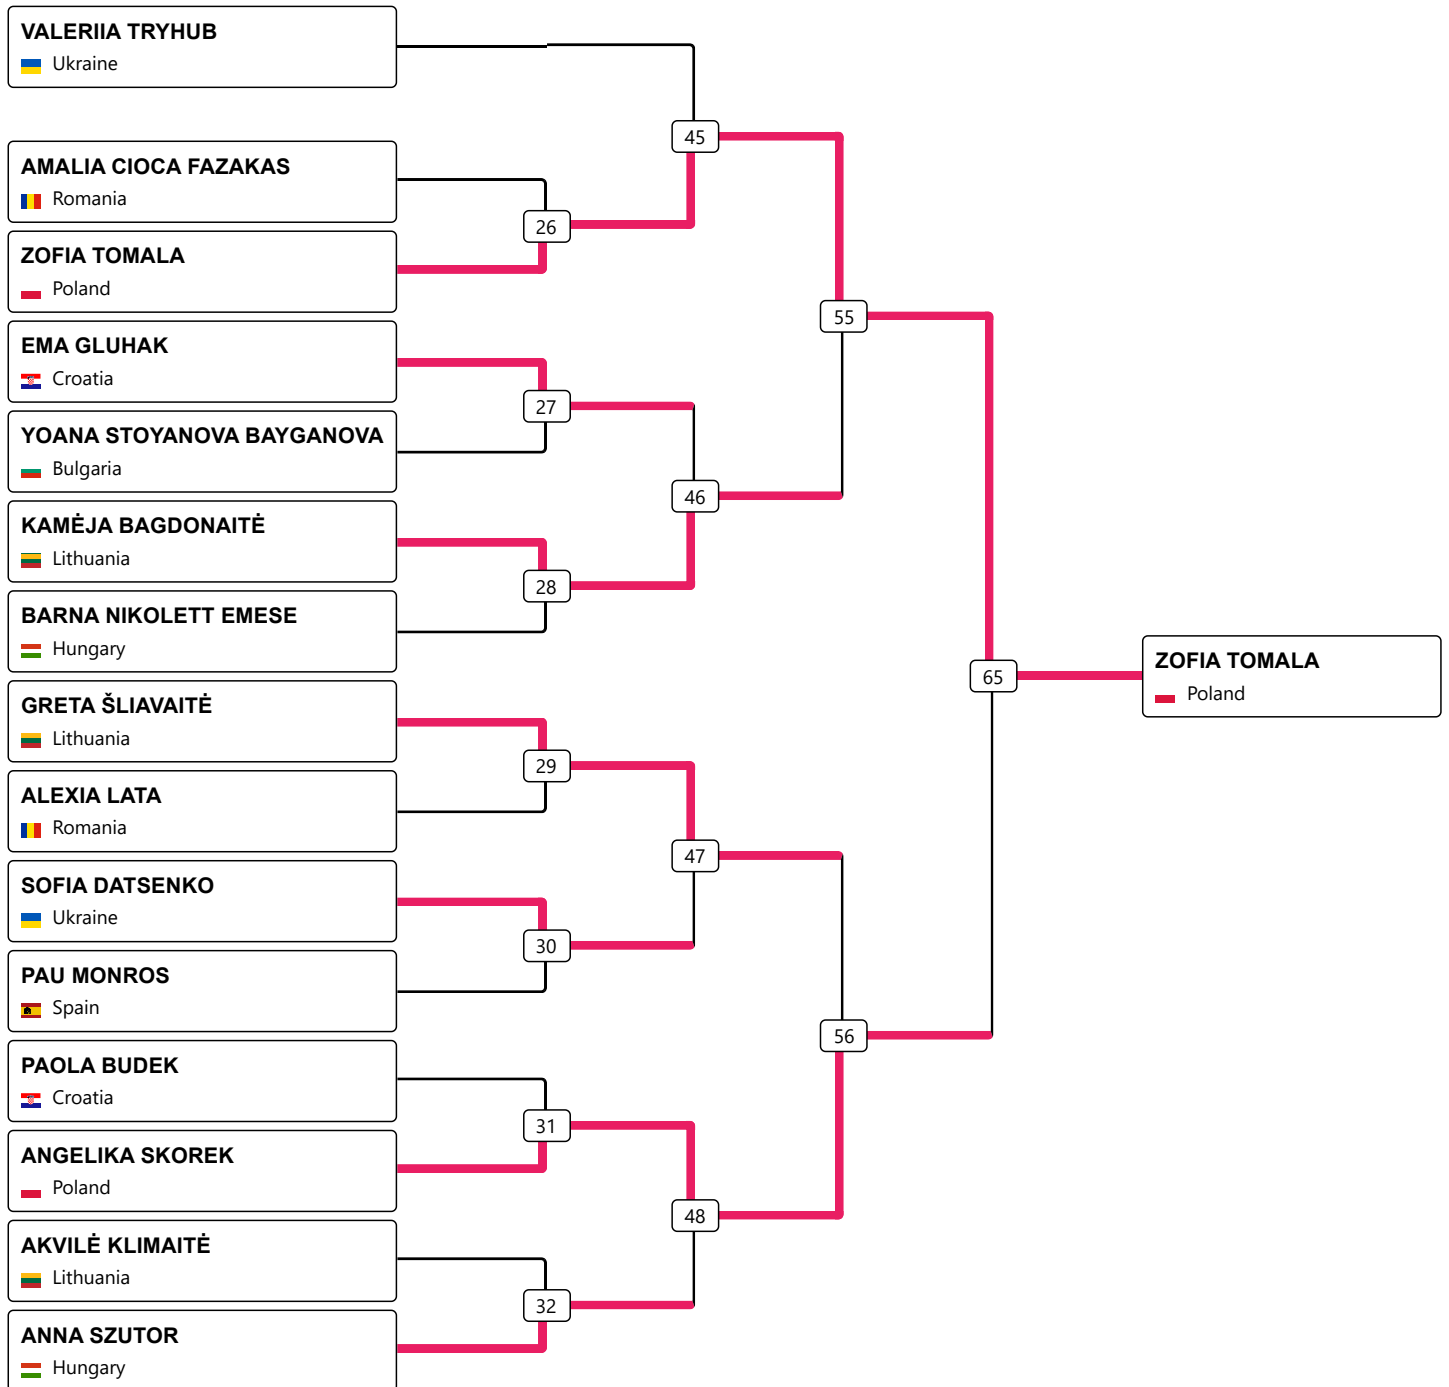 VALERIIA TRYHUB
Ukraine
45
AMALIA CIOCA FAZAKAS
Romania
26
ZOFIA TOMALA
Poland
55
EMA GLUHAK
Croatia
27
YOANA STOYANOVA BAYGANOVA
Bulgaria
46
KAMĖJA BAGDONAITĖ
Lithuania
28
BARNA NIKOLETT EMESE
Hungary
65
ZOFIA TOMALA
Poland
GRETA ŠLIAVAITĖ
Lithuania
29
ALEXIA LATA
Romania
47
SOFIA DATSENKO
Ukraine
30
PAU MONROS
Spain
56
PAOLA BUDEK
Croatia
31
ANGELIKA SKOREK
Poland
48
AKVILĖ KLIMAITĖ
Lithuania
32
ANNA SZUTOR
Hungary